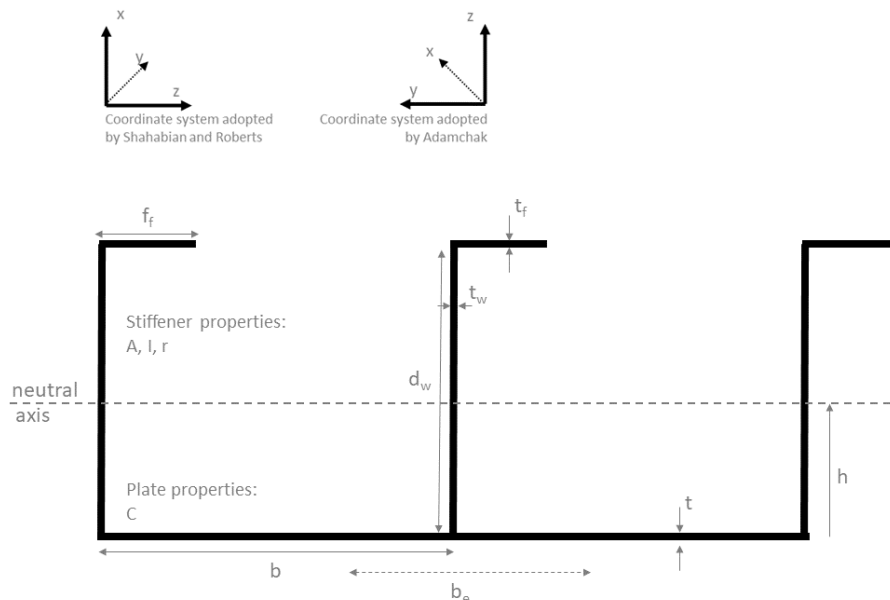 x
y
z
Coordinate system adopted
by Shahabian and Roberts
z
x
y
Coordinate system adopted
by Adamchak
f_f
t_f
t_w
Stiffener properties:
A, I, r
d_w
neutral
axis
h
Plate properties:
C
t
b
b_e